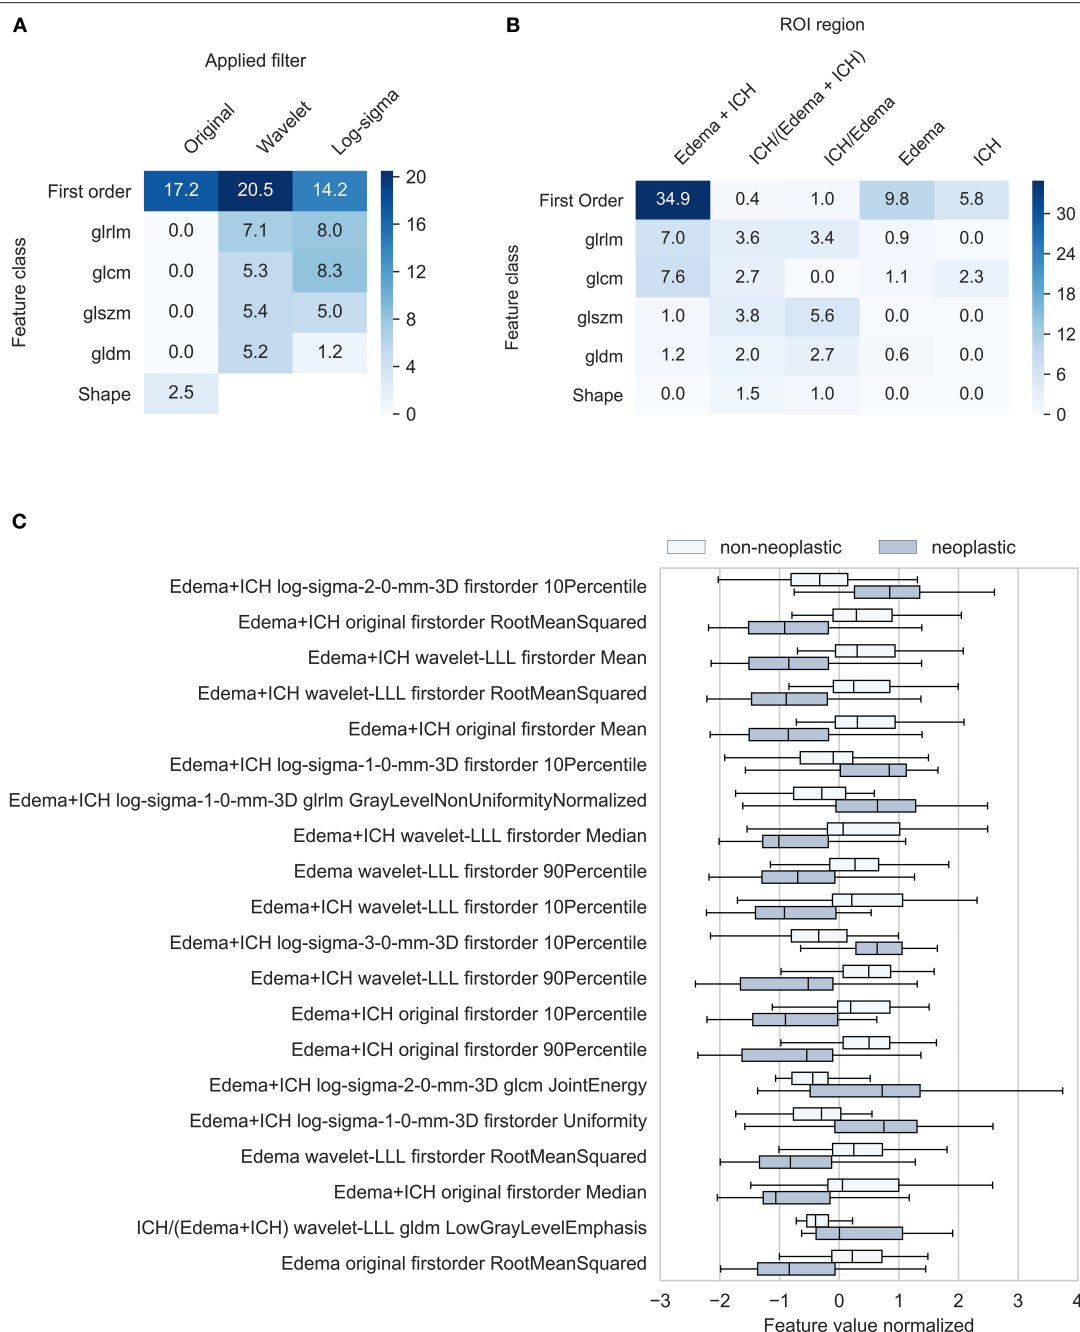 A
Applied filter
Original
Wavelet
Log-sigma
Feature class
First order 17.2 20.5 14.2
glrlm 0.0 7.1 8.0
glcm 0.0 5.3 8.3
glszm 0.0 5.4 5.0
gldm 0.0 5.2 1.2
Shape 2.5
20
16
12
8
4
0
B
ROI region
Edema + ICH
ICH/(Edema + ICH)
ICH/Edema
Edema
ICH
Feature class
First Order 34.9 0.4 1.0 9.8 5.8
glrlm 7.0 3.6 3.4 0.9 0.0
glcm 7.6 2.7 0.0 1.1 2.3
glszm 1.0 3.8 5.6 0.0 0.0
gldm 1.2 2.0 2.7 0.6 0.0
Shape 0.0 1.5 1.0 0.0 0.0
30
24
18
12
6
0
C
non-neoplastic neoplastic
Edema+ICH log-sigma-2-0-mm-3D firstorder 10Percentile
Edema+ICH original firstorder RootMeanSquared
Edema+ICH wavelet-LLL firstorder Mean
Edema+ICH wavelet-LLL firstorder RootMeanSquared
Edema+ICH original firstorder Mean
Edema+ICH log-sigma-1-0-mm-3D firstorder 10Percentile
Edema+ICH log-sigma-1-0-mm-3D glrlm GrayLevelNonUniformityNormalized
Edema+ICH wavelet-LLL firstorder Median
Edema wavelet-LLL firstorder 90Percentile
Edema+ICH wavelet-LLL firstorder 10Percentile
Edema+ICH log-sigma-3-0-mm-3D firstorder 10Percentile
Edema+ICH wavelet-LLL firstorder 90Percentile
Edema+ICH original firstorder 10Percentile
Edema+ICH original firstorder 90Percentile
Edema+ICH log-sigma-2-0-mm-3D glcm JointEnergy
Edema+ICH log-sigma-1-0-mm-3D firstorder Uniformity
Edema wavelet-LLL firstorder RootMeanSquared
Edema+ICH original firstorder Median
ICH/(Edema+ICH) wavelet-LLL gldm LowGrayLevelEmphasis
Edema original firstorder RootMeanSquared
−3 −2 −1 0 1 2 3 4
Feature value normalized